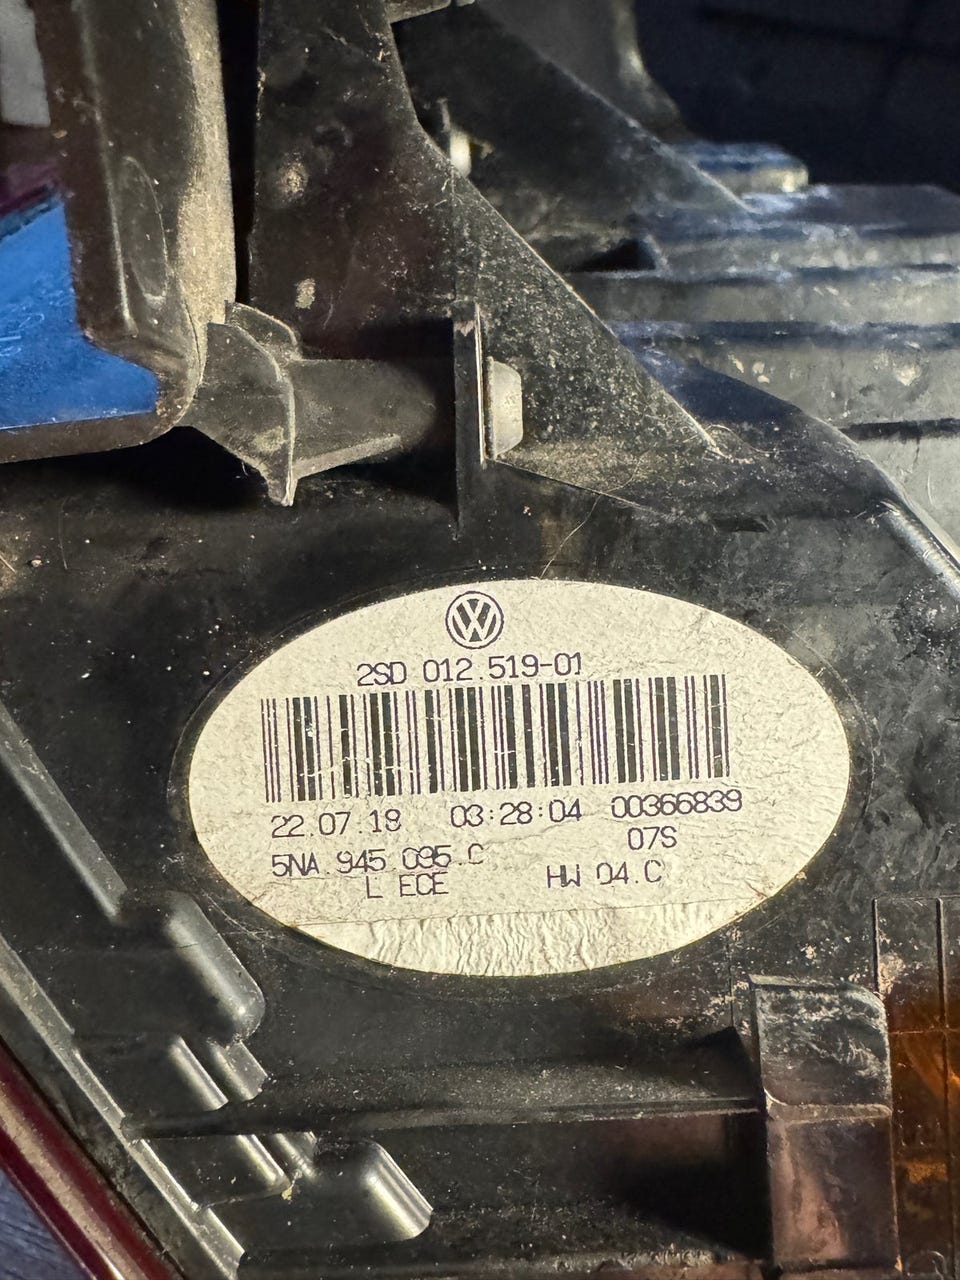 2SD 012.519-01
22.07.18 03:28:04 00366839
07S
5NA.945.095.C
L ECE HW 04.C